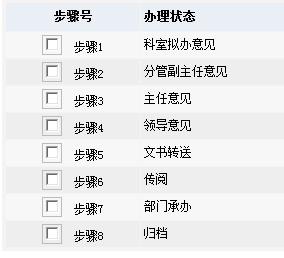 步骤号 办理状态
步骤1 科室拟办意见
步骤2 分管副主任意见
步骤3 主任意见
步骤4 领导意见
步骤5 文书转送
步骤6 传阅
步骤7 部门承办
步骤8 归档